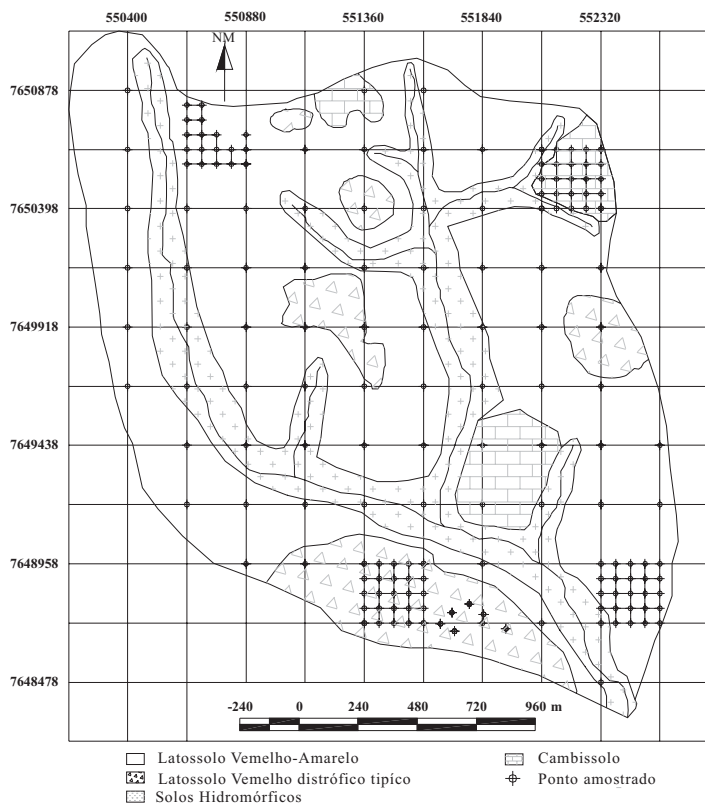 550400 550880 551360 551840 552320
NM
7650878
7650398
7649918
7649438
7648958
7648478
-240 0 240 480 720 960 m
Latossolo Vemelho-Amarelo Cambissolo
Latossolo Vemelho distrófico tipíco Ponto amostrado
Solos Hidromórficos